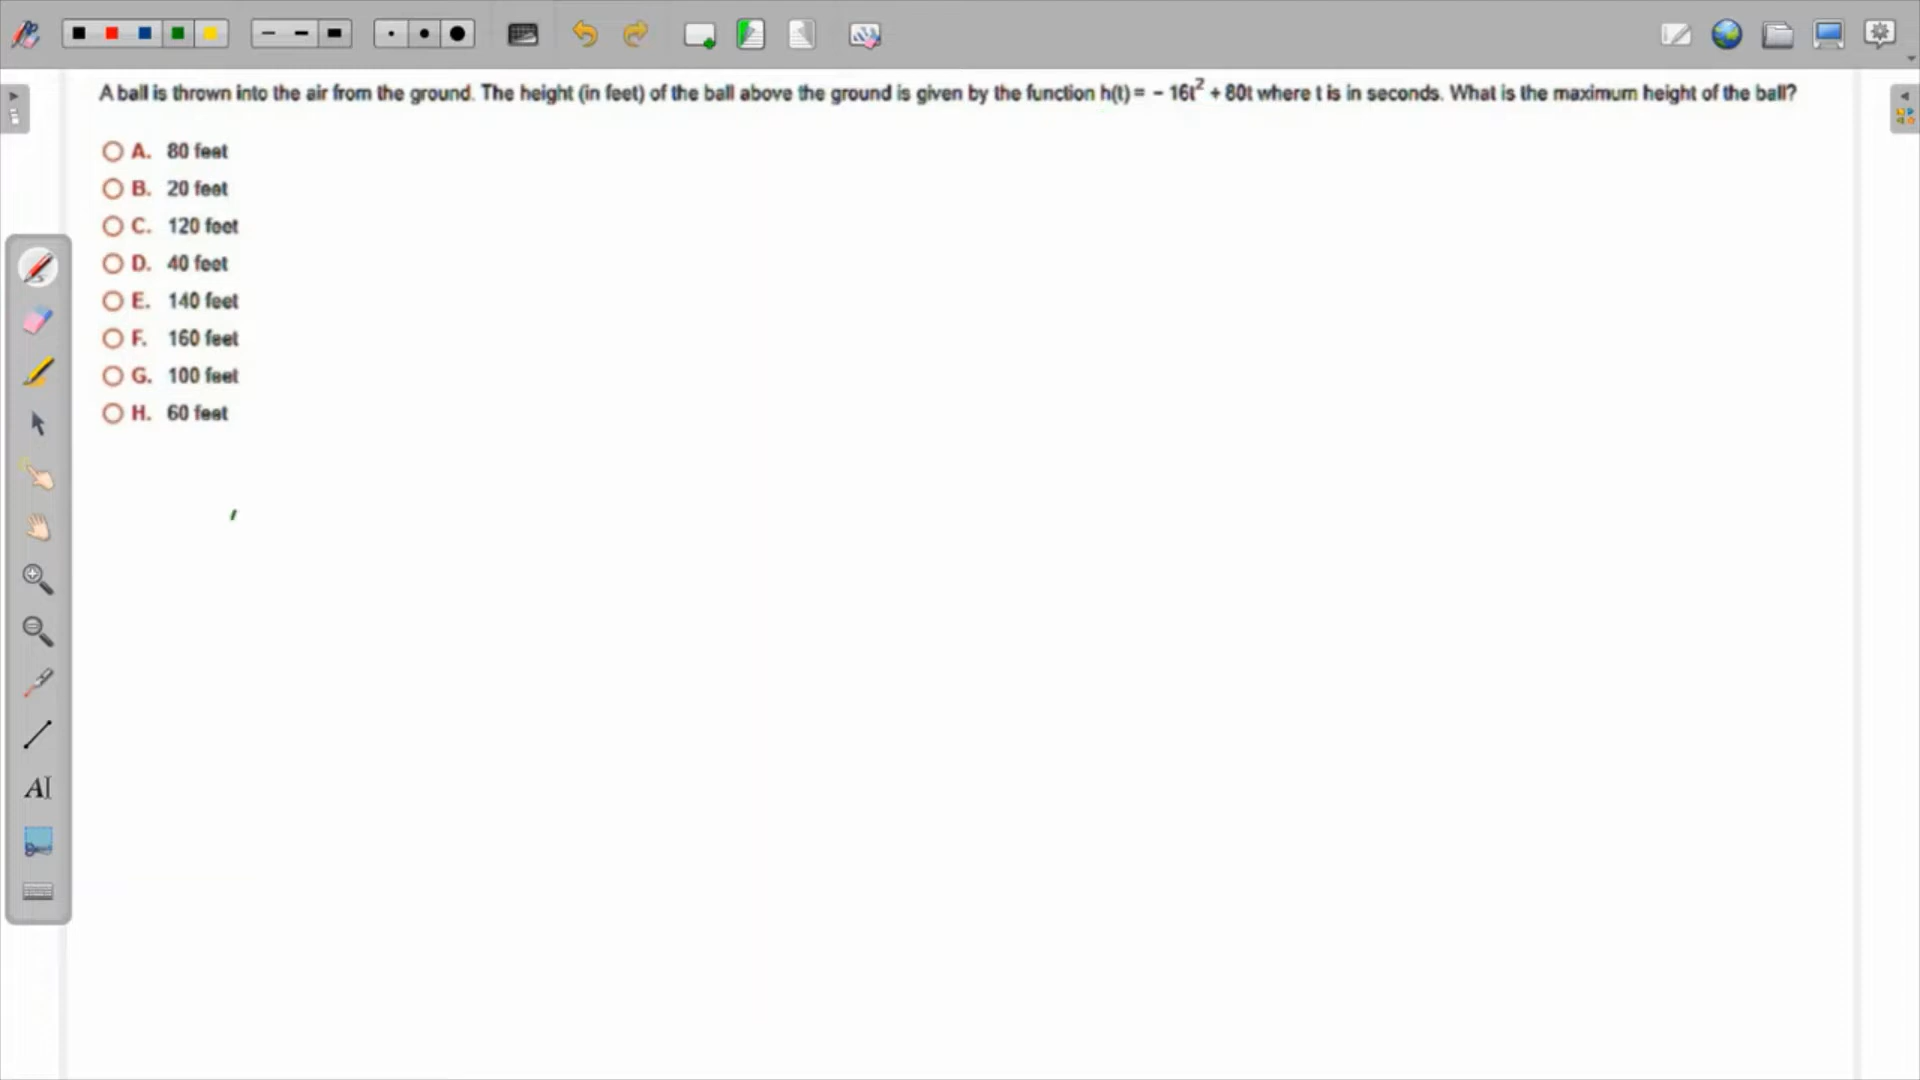 A ball is thrown into the air from the ground. The height (in feet) of the ball above the ground is given by the function h(t) = − 16t² + 80t where t is in seconds. What is the maximum height of the ball?
A. 80 feet
B. 20 feet
C. 120 feet
D. 40 feet
E. 140 feet
F. 160 feet
G. 100 feet
H. 60 feet
AI